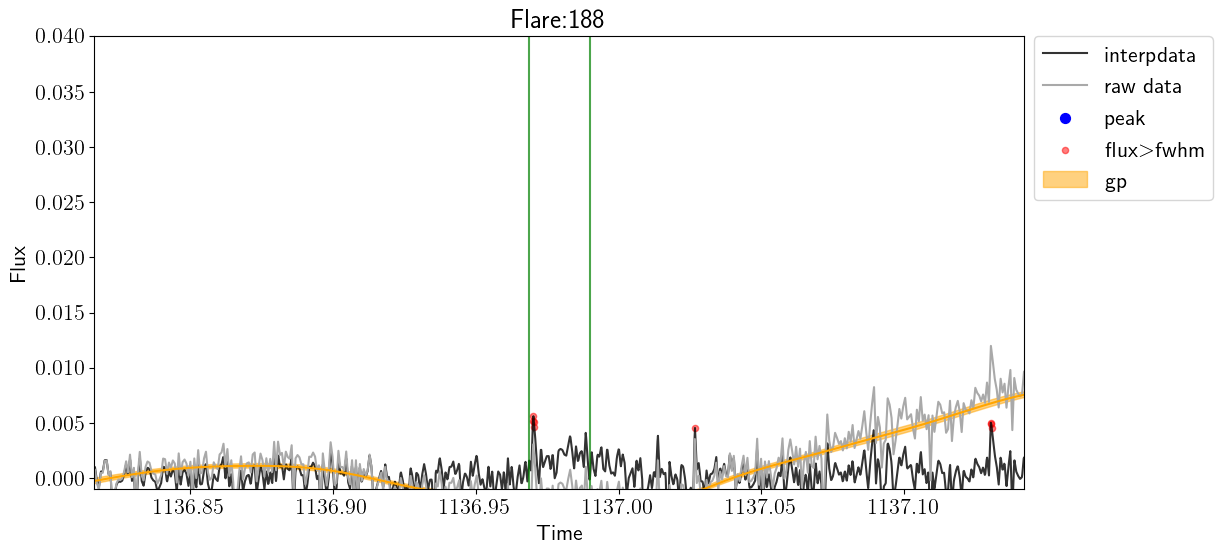 Flare:188
0.040
0.035
0.030
0.025
0.020
0.015
0.010
0.005
0.000
Flux
1136.85 1136.90 1136.95 1137.00 1137.05 1137.10
Time
interpdata
raw data
peak
flux>fwhm
gp